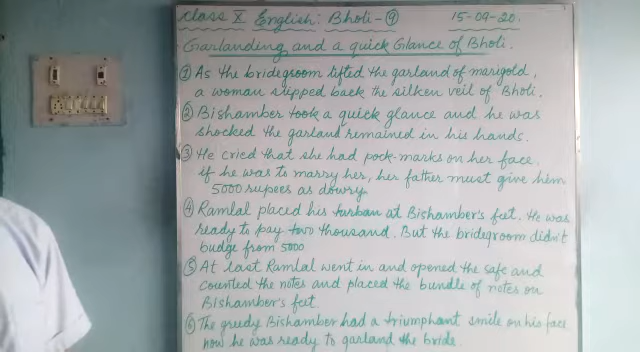 Class X English: Bholi-⑨ 15-09-20.
Garlanding and a quick Glance of Bholi.
① As the bridegroom lifted the garland of marigold,
a woman slipped back the silken veil of Bholi.
② Bishamber took a quick glance and he was
shocked the garland remained in his hands.
③ He cried that she had pock-marks on her face.
if he was to marry her, her father must give him
5000 rupees as dowry
④ Ramlal placed his turban at Bishamber's feet. He was
ready to pay two thousand. But the bridegroom didn't
budge from 5000
⑤ At last Ramlal went in and opened the safe and
counted the notes and placed the bundle of notes on
Bishamber's feet
⑥ The greedy Bishamber had a triumphant smile on his face
now he was ready to garland the bride.